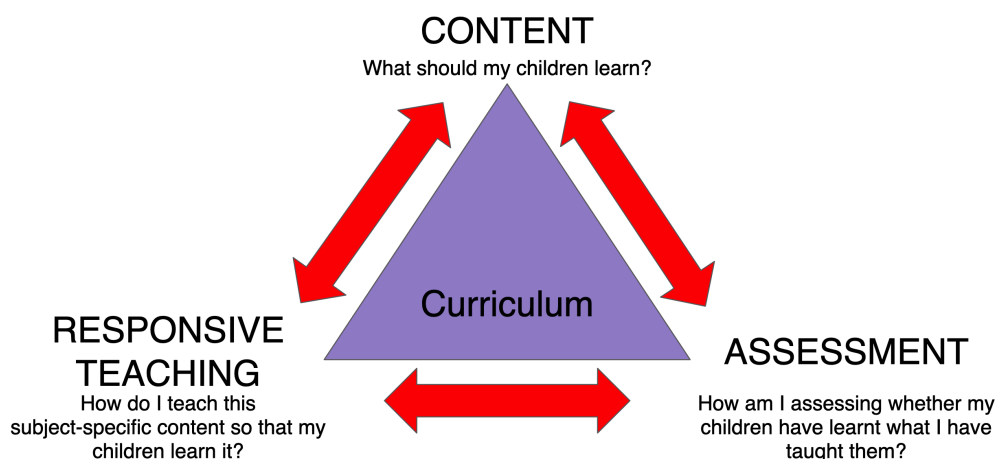 CONTENT
What should my children learn?
Curriculum
RESPONSIVE
TEACHING
How do I teach this
subject-specific content so that my
children learn it?
ASSESSMENT
How am I assessing whether my
children have learnt what I have
taught them?